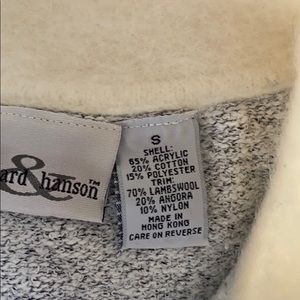 &
ard hanson™
S
SHELL:
65% ACRYLIC
20% COTTON
15% POLYESTER
TRIM:
70% LAMBSWOOL
20% ANGORA
10% NYLON
MADE IN
HONG KONG
CARE ON REVERSE